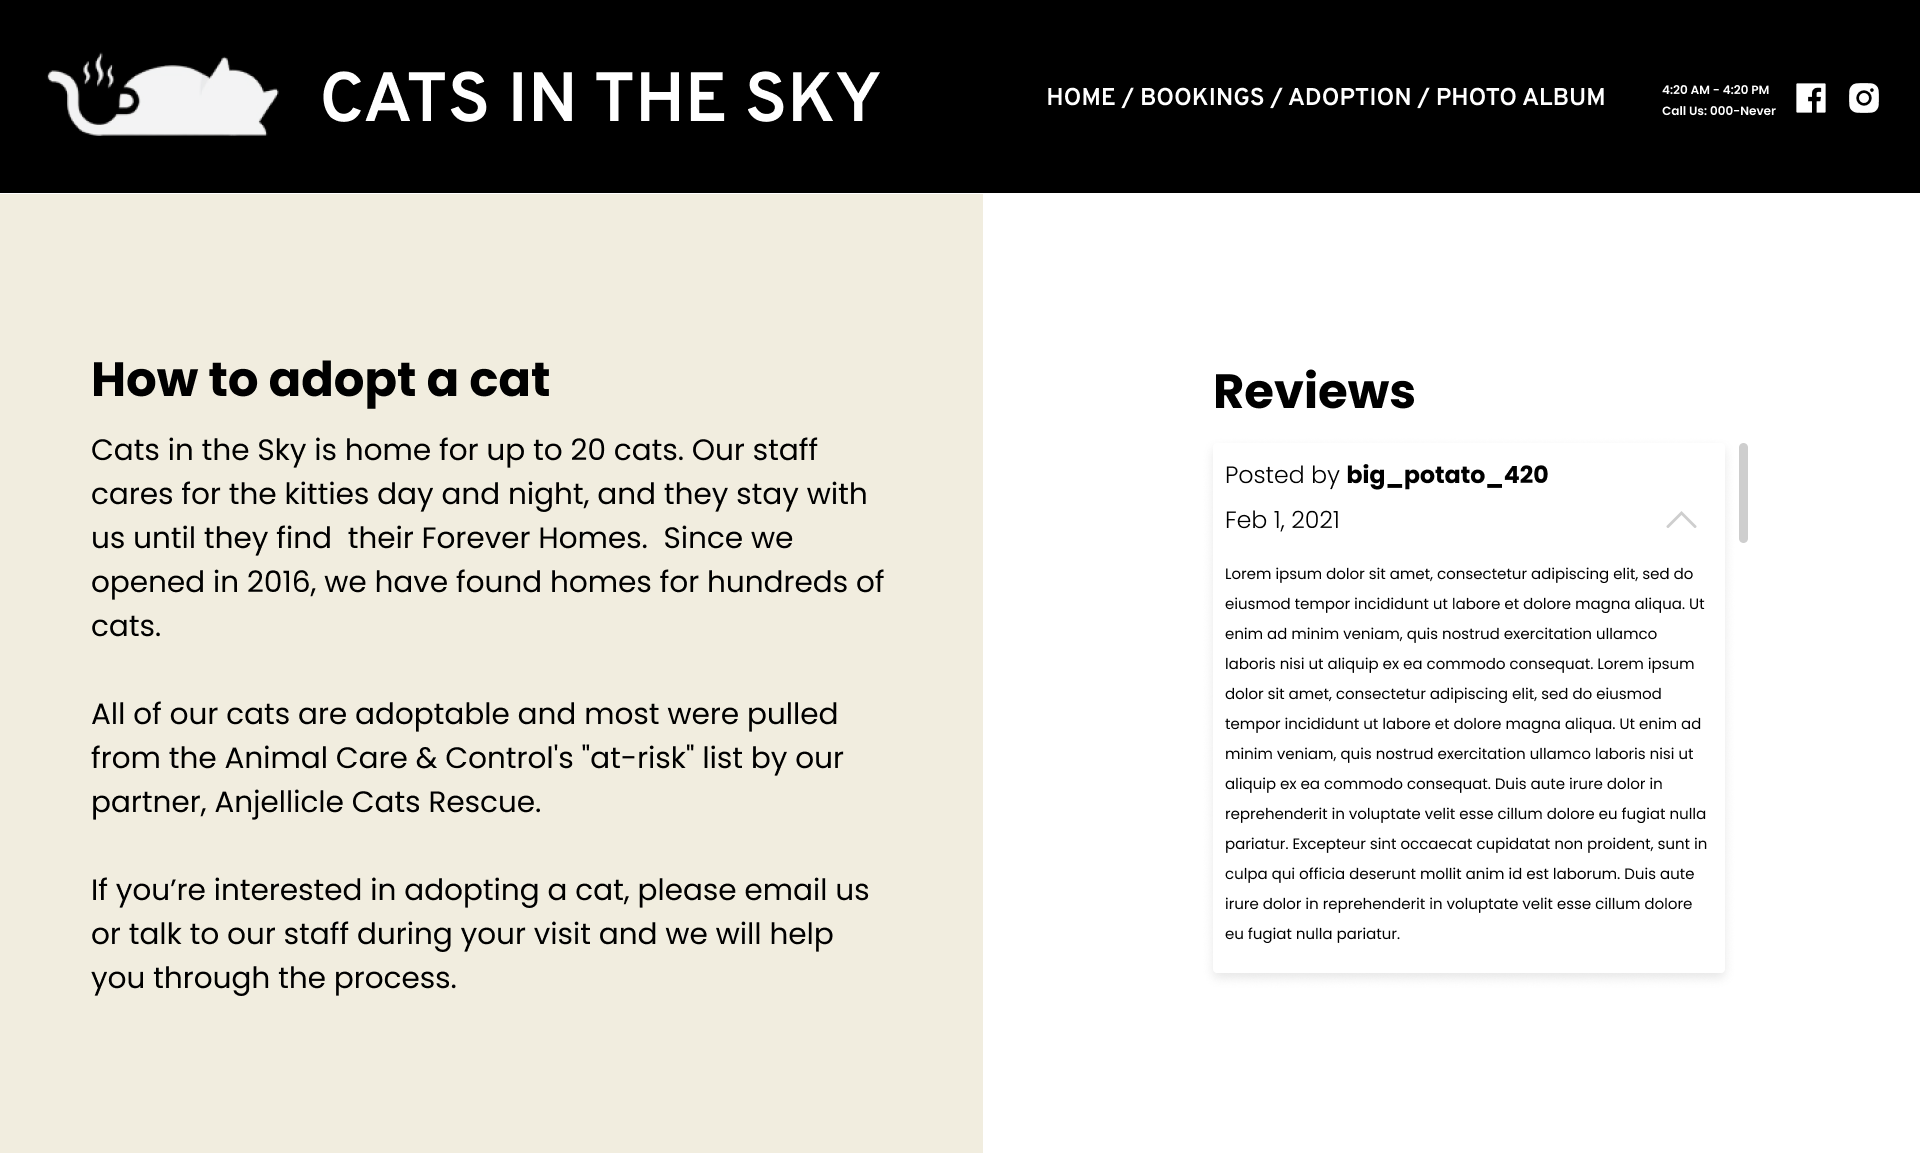 CATS IN THE SKY
HOME / BOOKINGS / ADOPTION / PHOTO ALBUM
4:20 AM - 4:20 PM
Call Us: 000-Never
How to adopt a cat
Cats in the Sky is home for up to 20 cats. Our staff
cares for the kitties day and night, and they stay with
us until they find  their Forever Homes.  Since we
opened in 2016, we have found homes for hundreds of
cats.
All of our cats are adoptable and most were pulled
from the Animal Care & Control's "at-risk" list by our
partner, Anjellicle Cats Rescue.
If you’re interested in adopting a cat, please email us
or talk to our staff during your visit and we will help
you through the process.
Reviews
Posted by big_potato_420
Feb 1, 2021
Lorem ipsum dolor sit amet, consectetur adipiscing elit, sed do
eiusmod tempor incididunt ut labore et dolore magna aliqua. Ut
enim ad minim veniam, quis nostrud exercitation ullamco
laboris nisi ut aliquip ex ea commodo consequat. Lorem ipsum
dolor sit amet, consectetur adipiscing elit, sed do eiusmod
tempor incididunt ut labore et dolore magna aliqua. Ut enim ad
minim veniam, quis nostrud exercitation ullamco laboris nisi ut
aliquip ex ea commodo consequat. Duis aute irure dolor in
reprehenderit in voluptate velit esse cillum dolore eu fugiat nulla
pariatur. Excepteur sint occaecat cupidatat non proident, sunt in
culpa qui officia deserunt mollit anim id est laborum. Duis aute
irure dolor in reprehenderit in voluptate velit esse cillum dolore
eu fugiat nulla pariatur.